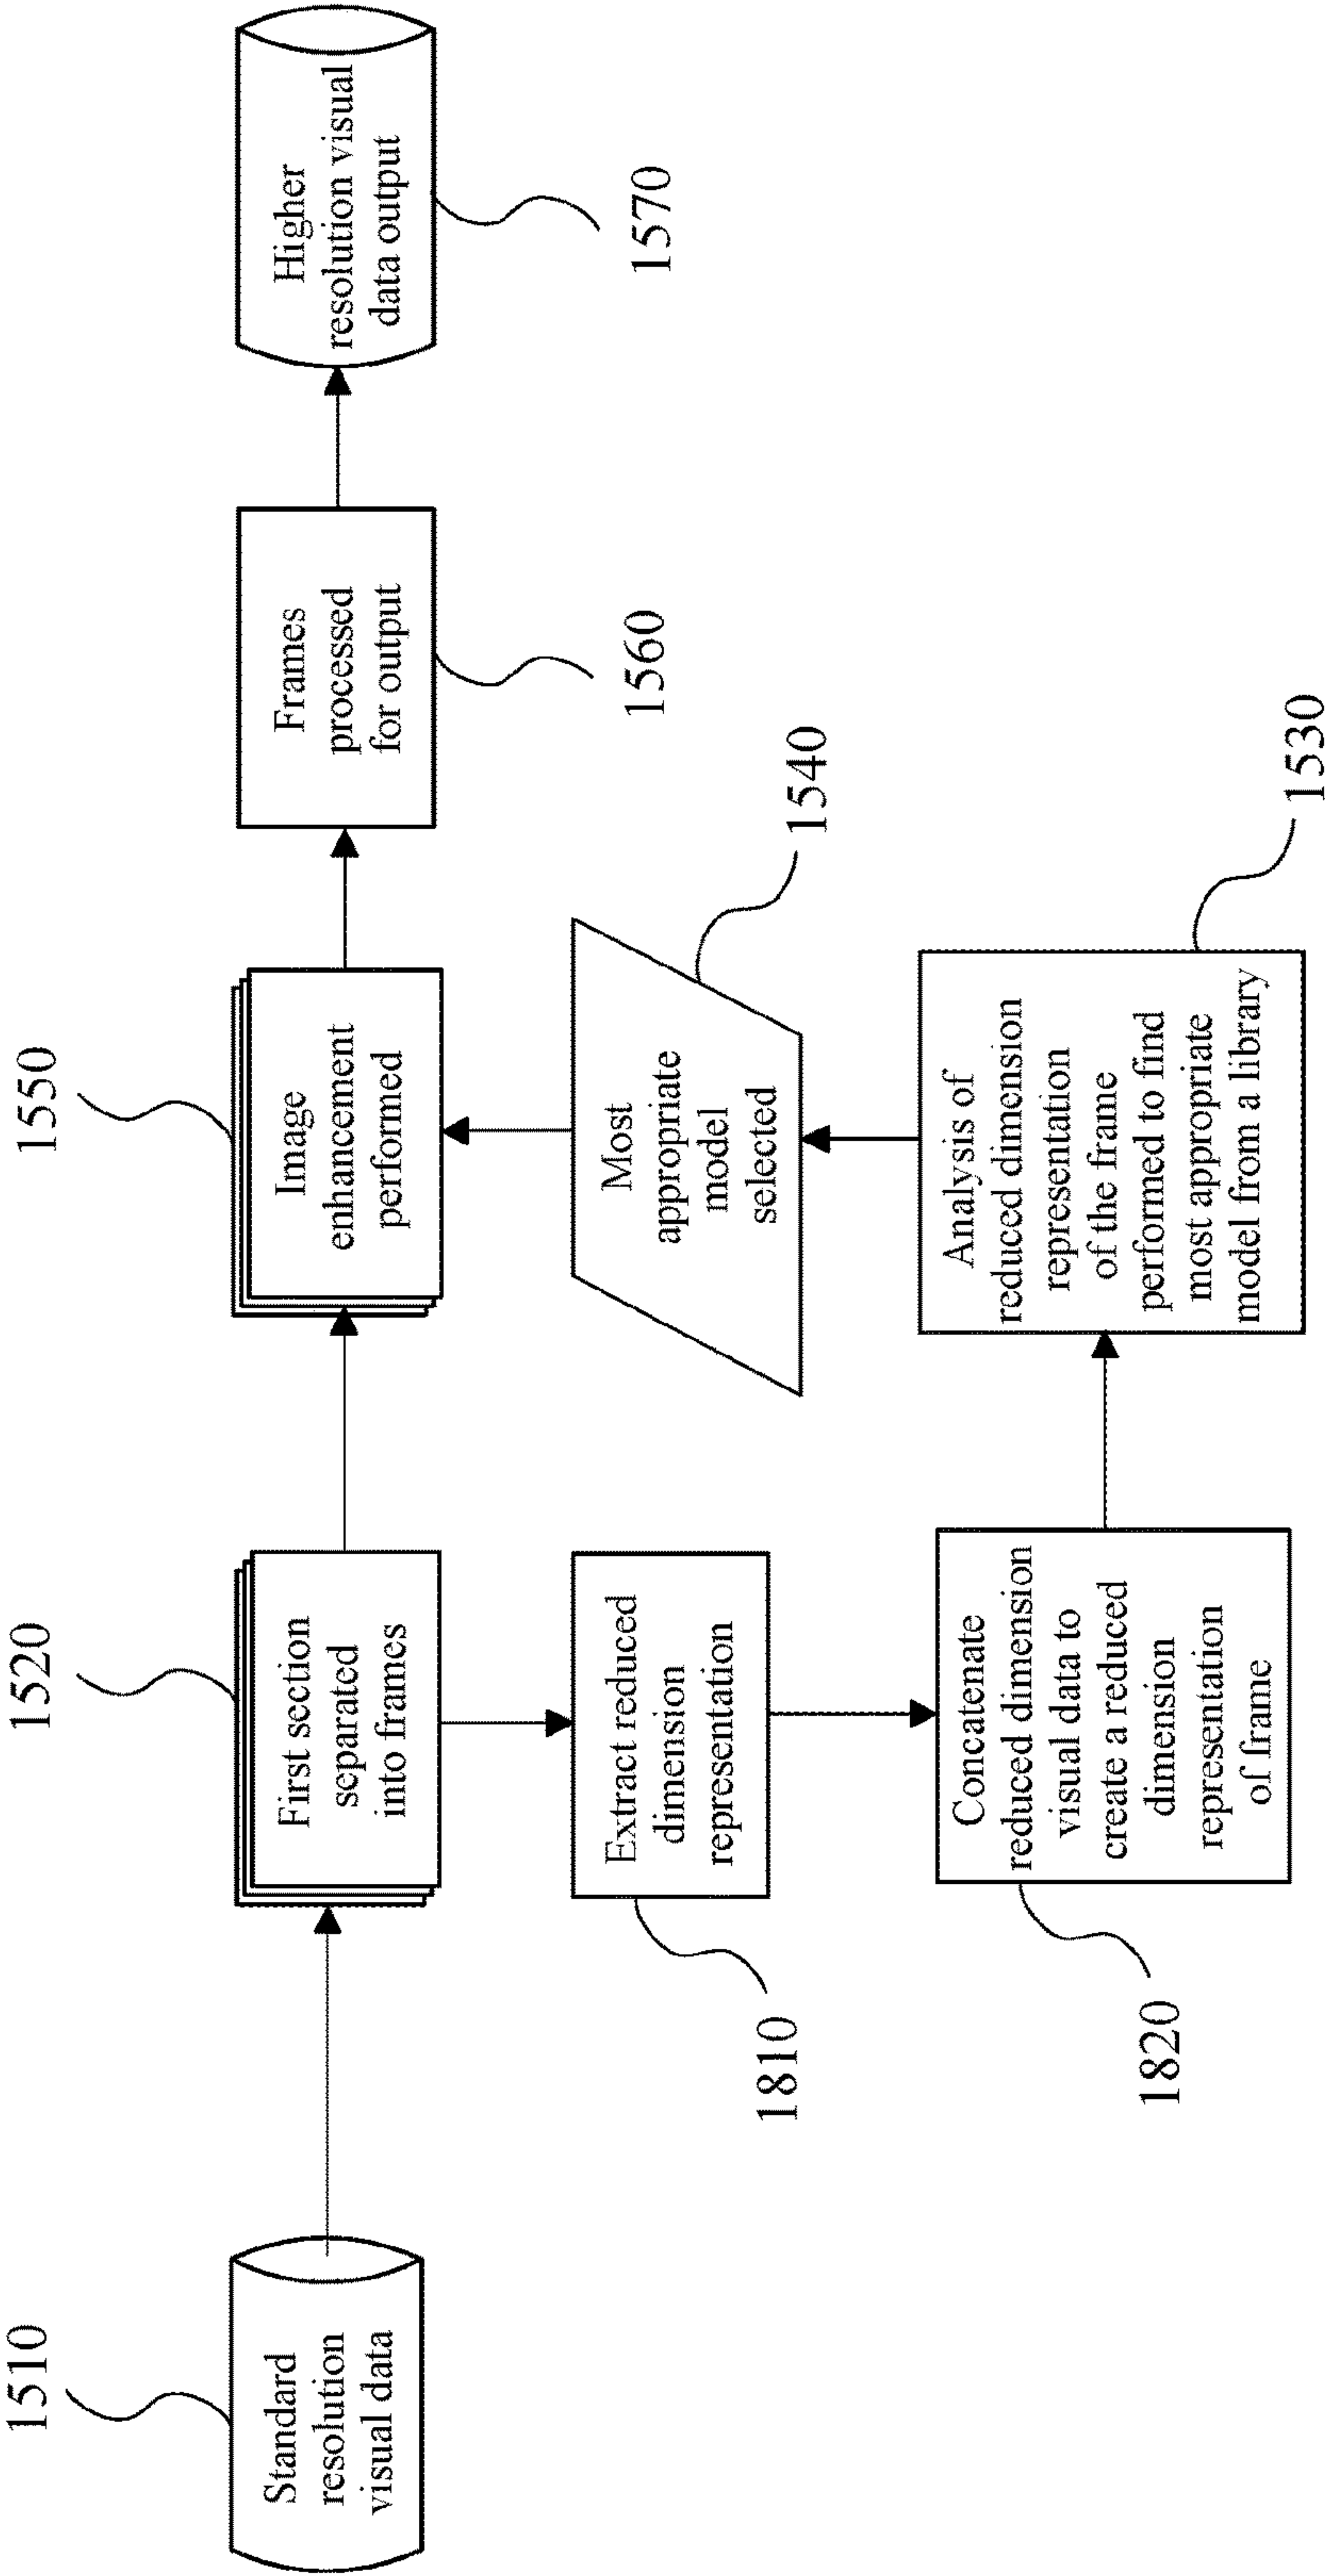 1510
Standard
resolution
visual data
1520
First section
separated
into frames
1550
Image
enhancement
performed
Frames
processed
for output
1560
Higher
resolution visual
data output
1570
1810
Extract reduced
dimension
representation
Most
appropriate
model
selected
1540
1820
Concatenate
reduced dimension
visual data to
create a reduced
dimension
representation
of frame
Analysis of
reduced dimension
representation
of the frame
performed to find
most appropriate
model from a library
1530